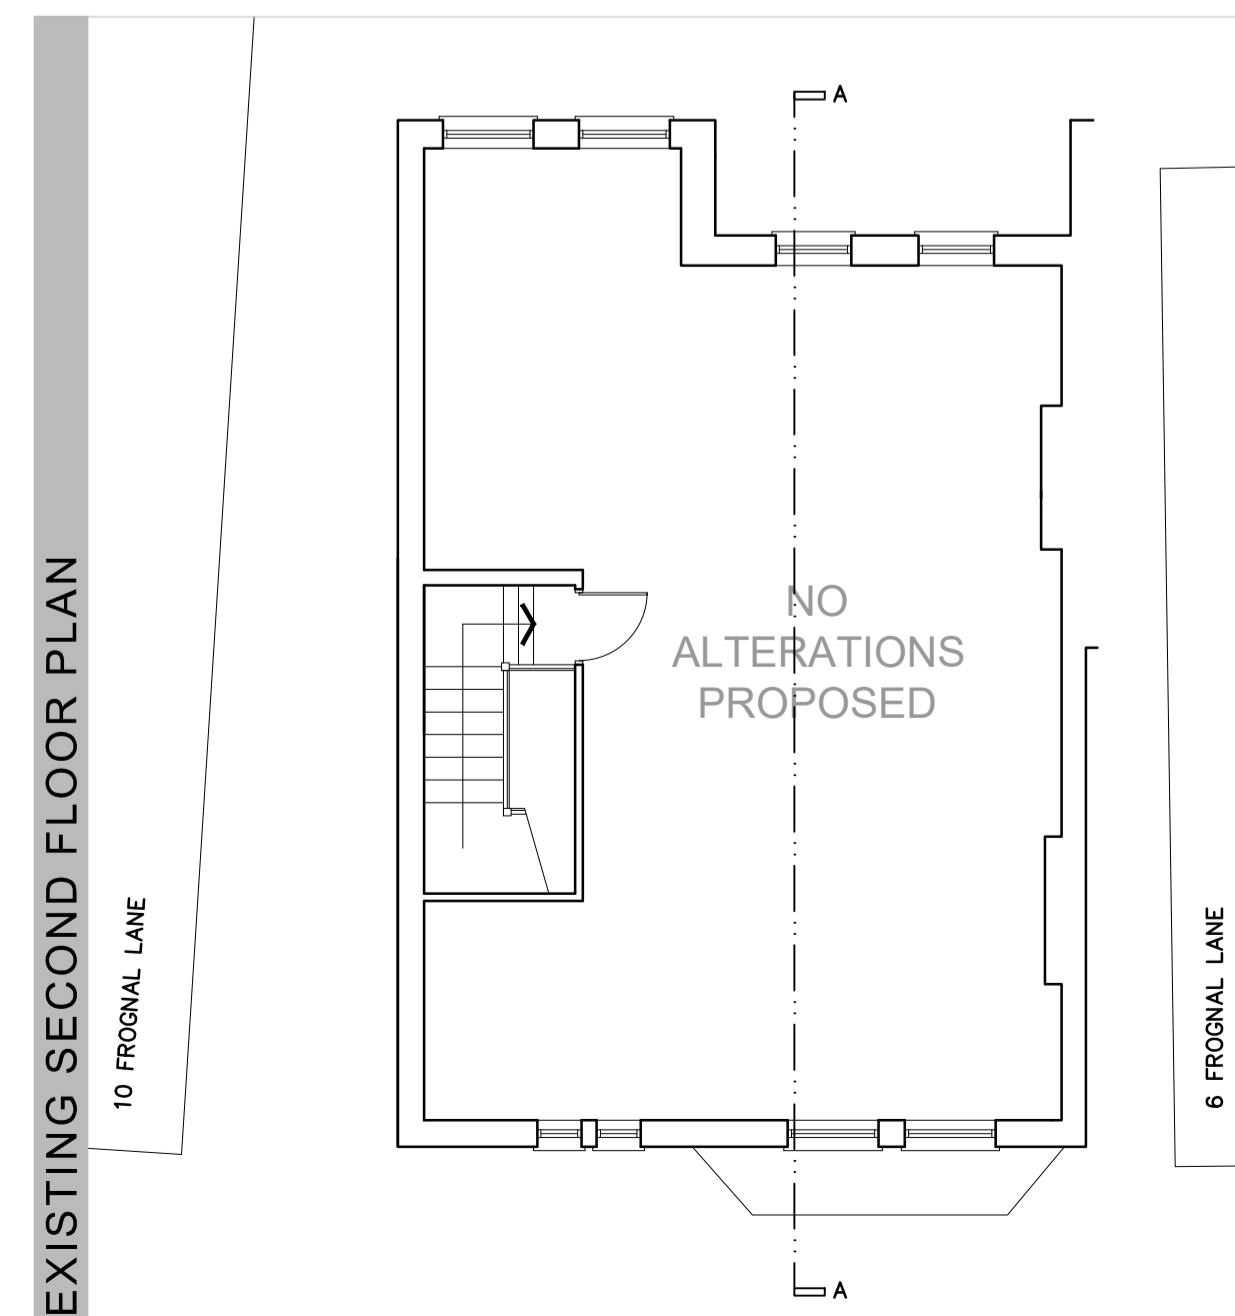 EXISTING SECOND FLOOR PLAN
10 FROGNAL LANE
A
NO
ALTERATIONS
PROPOSED
6 FROGNAL LANE
A